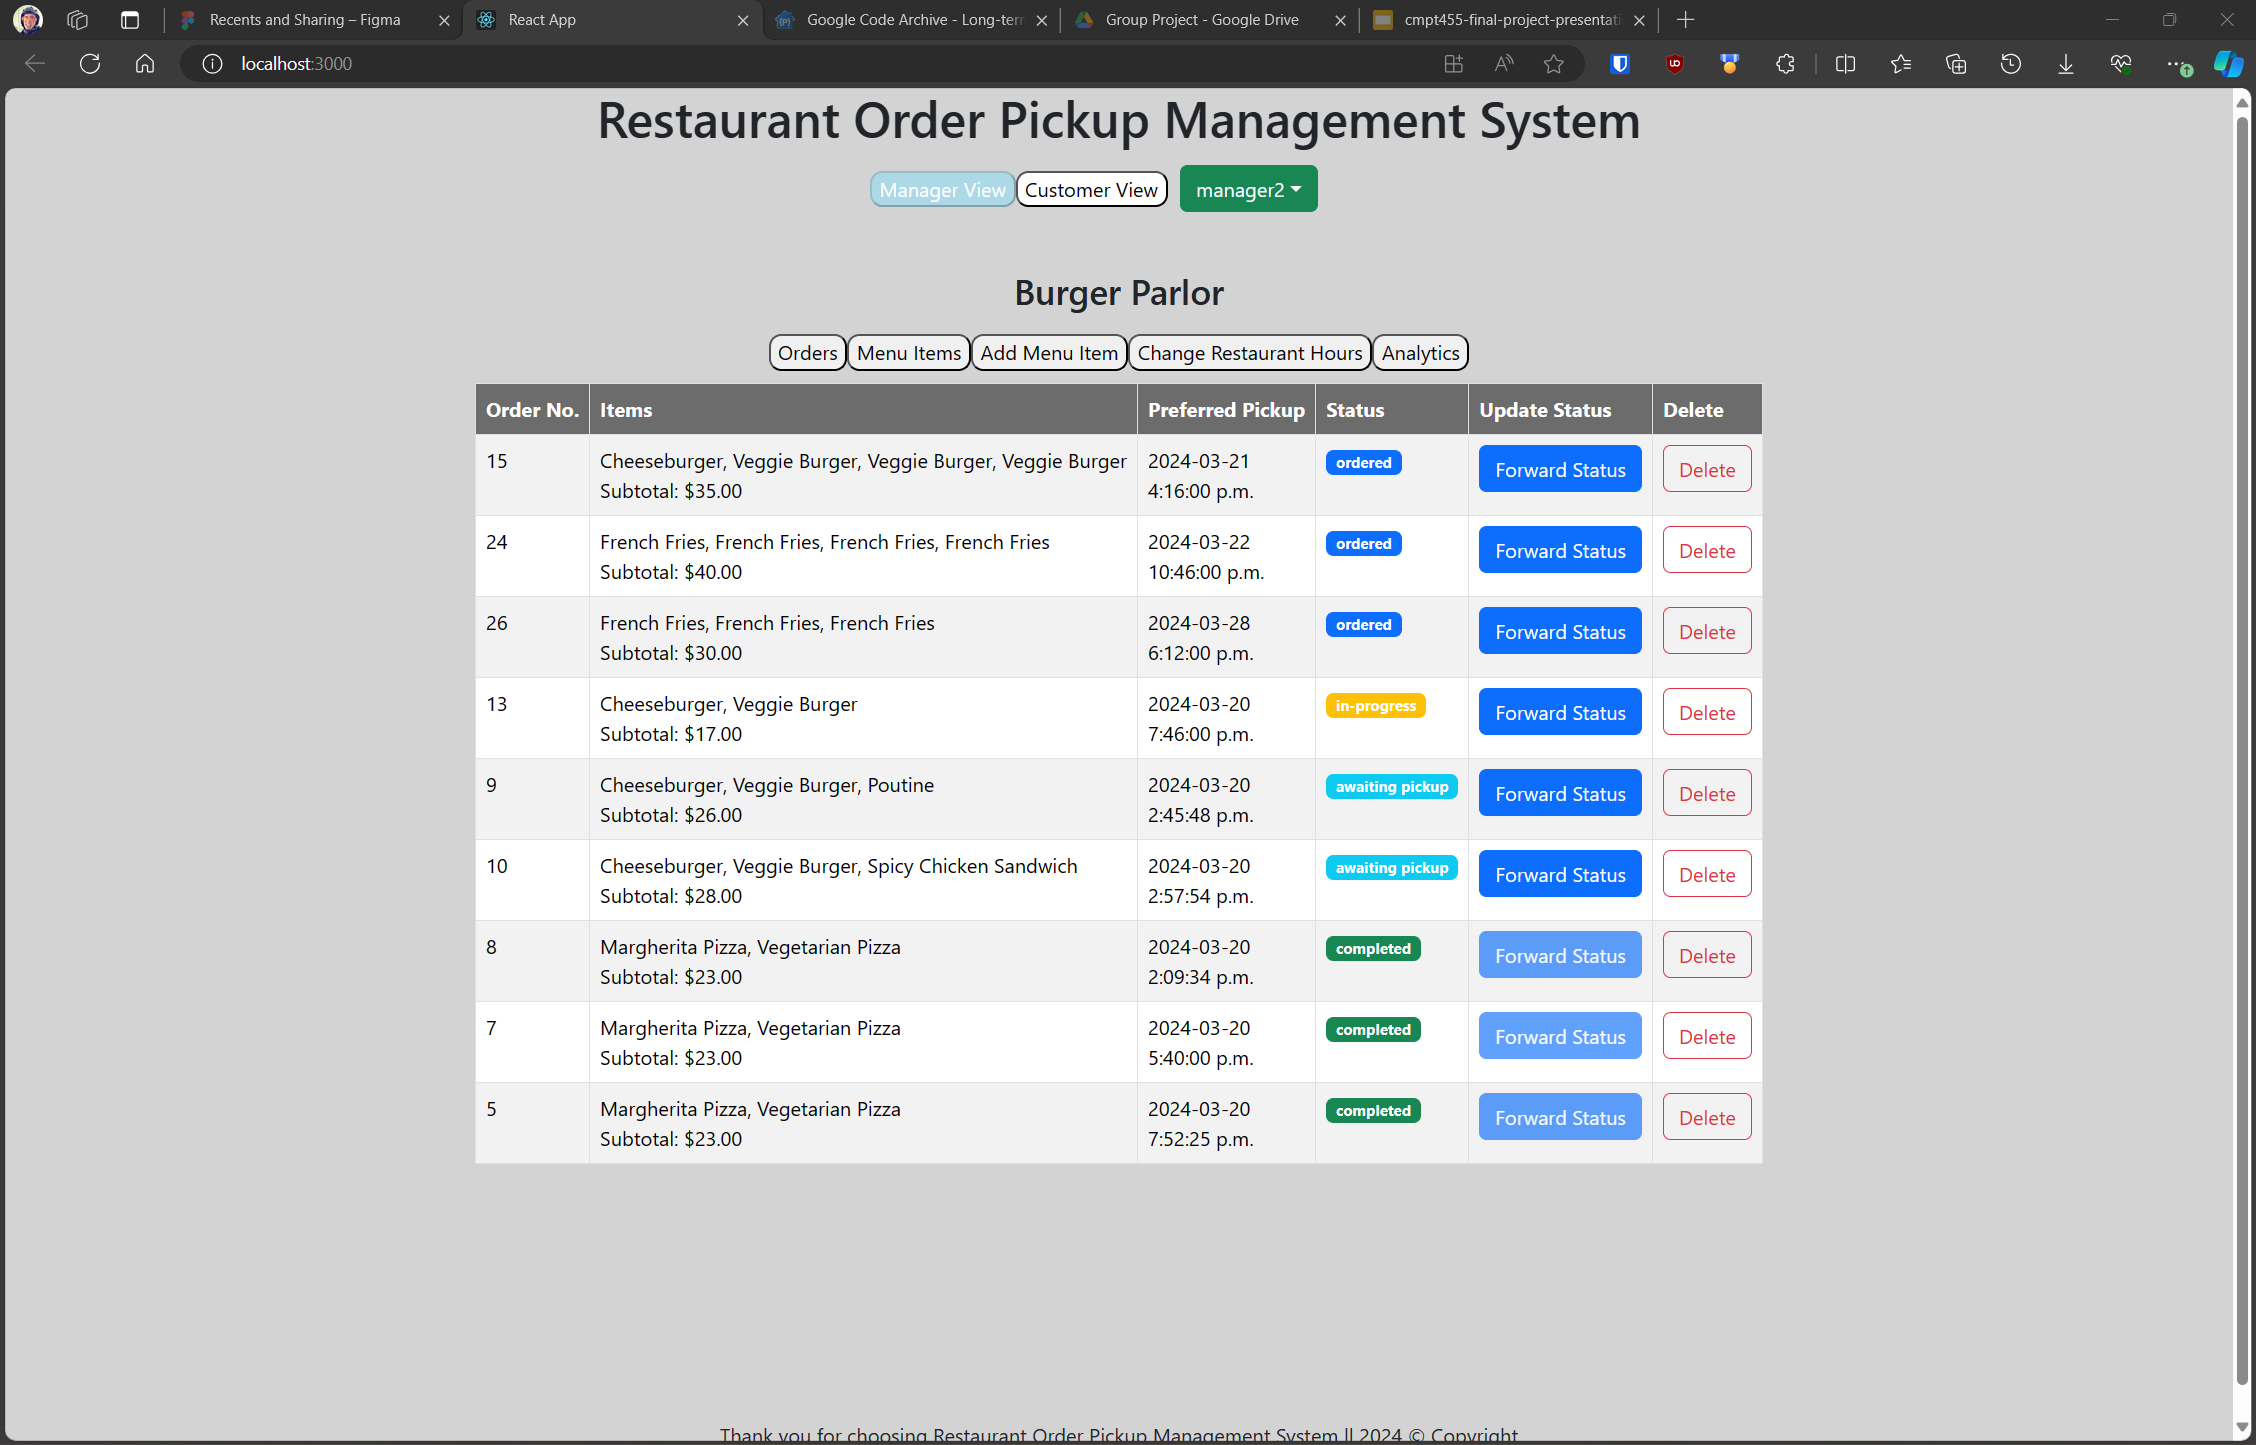 Recents and Sharing – Figma
React App
Google Code Archive - Long-term
Group Project - Google Drive
cmpt455-final-project-presentati
localhost:3000
Restaurant Order Pickup Management System
Manager View Customer View manager2
Burger Parlor
Orders Menu Items Add Menu Item Change Restaurant Hours Analytics
Order No. Items Preferred Pickup Status Update Status Delete
15 Cheeseburger, Veggie Burger, Veggie Burger, Veggie Burger 2024-03-21 ordered Forward Status Delete
Subtotal: $35.00 4:16:00 p.m.
24 French Fries, French Fries, French Fries, French Fries 2024-03-22 ordered Forward Status Delete
Subtotal: $40.00 10:46:00 p.m.
26 French Fries, French Fries, French Fries 2024-03-28 ordered Forward Status Delete
Subtotal: $30.00 6:12:00 p.m.
13 Cheeseburger, Veggie Burger 2024-03-20 in-progress Forward Status Delete
Subtotal: $17.00 7:46:00 p.m.
9 Cheeseburger, Veggie Burger, Poutine 2024-03-20 awaiting pickup Forward Status Delete
Subtotal: $26.00 2:45:48 p.m.
10 Cheeseburger, Veggie Burger, Spicy Chicken Sandwich 2024-03-20 awaiting pickup Forward Status Delete
Subtotal: $28.00 2:57:54 p.m.
8 Margherita Pizza, Vegetarian Pizza 2024-03-20 completed Forward Status Delete
Subtotal: $23.00 2:09:34 p.m.
7 Margherita Pizza, Vegetarian Pizza 2024-03-20 completed Forward Status Delete
Subtotal: $23.00 5:40:00 p.m.
5 Margherita Pizza, Vegetarian Pizza 2024-03-20 completed Forward Status Delete
Subtotal: $23.00 7:52:25 p.m.
Thank you for choosing Restaurant Order Pickup Management System || 2024 © Copyright